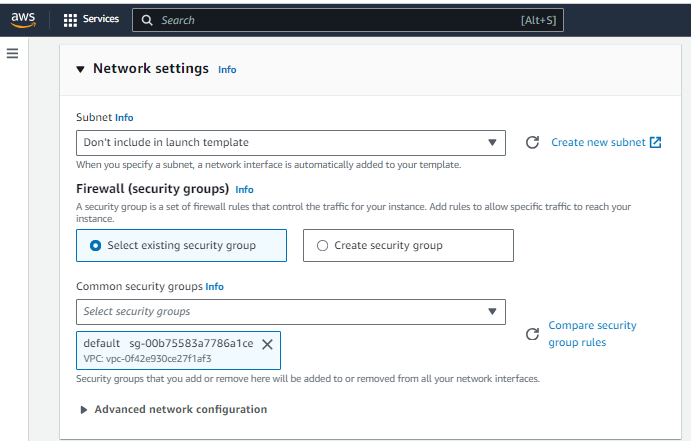 aws
Services
Search
[Alt+S]
Network settings Info
Subnet Info
Don't include in launch template
Create new subnet
When you specify a subnet, a network interface is automatically added to your template.
Firewall (security groups) Info
A security group is a set of firewall rules that control the traffic for your instance. Add rules to allow specific traffic to reach your
instance.
Select existing security group
Create security group
Common security groups Info
Select security groups
Compare security
group rules
default sg-00b75583a7786a1ce
VPC: vpc-0f42e930ce27f1af3
Security groups that you add or remove here will be added to or removed from all your network interfaces.
Advanced network configuration